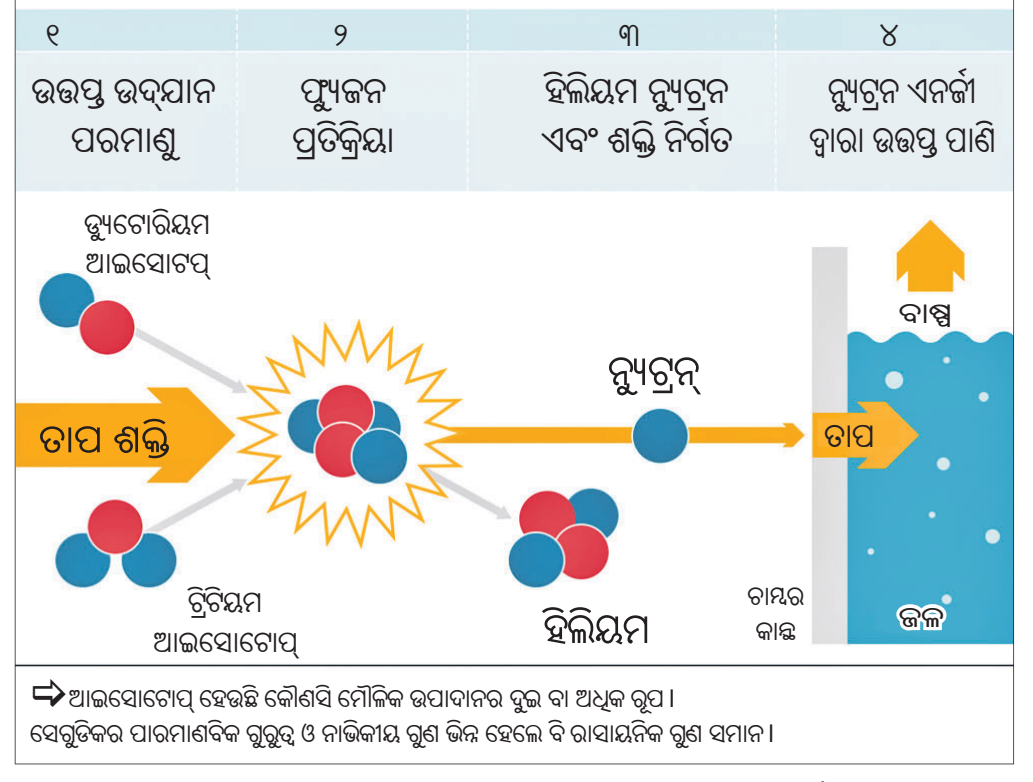 ୧ ୨ ୩ ୪
ଉତ୍ତପ୍ତ ଉଦ୍‌ଯାନ
ପରମାଣୁ
ଫ୍ୟୁଜନ
ପ୍ରତିକ୍ରିୟା
ହିଲିୟମ ନ୍ୟୁଟ୍ରନ
ଏବଂ ଶକ୍ତି ନିର୍ଗତ
ନ୍ୟୁଟ୍ରନ ଏନର୍ଜୀ
ଦ୍ୱାରା ଉତ୍ତପ୍ତ ପାଣି
ଡ୍ୟୁଟୋରିୟମ
ଆଇସୋଟପ୍
ତାପ ଶକ୍ତି
ଟ୍ରିଟିୟମ
ଆଇସୋଟୋପ୍
ନ୍ୟୁଟ୍ରନ୍
ହିଲିୟମ
ବାଷ୍ପ
ତାପ
ଚାମ୍ଭର
କାଛ
ଜଳ
⇨ ଆଇସୋଟୋପ୍ ହେଉଛି କୌଣସି ମୌଳିକ ଉପାଦାନର ଦୁଇ ବା ଅଧିକ ରୂପ ।
ସେଗୁଡିକର ପାରମାଣବିକ ଗୁରୁତ୍ୱ ଓ ନାଭିକୀୟ ଗୁଣ ଭିନ୍ନ ହେଲେ ବି ରାସାୟନିକ ଗୁଣ ସମାନ ।